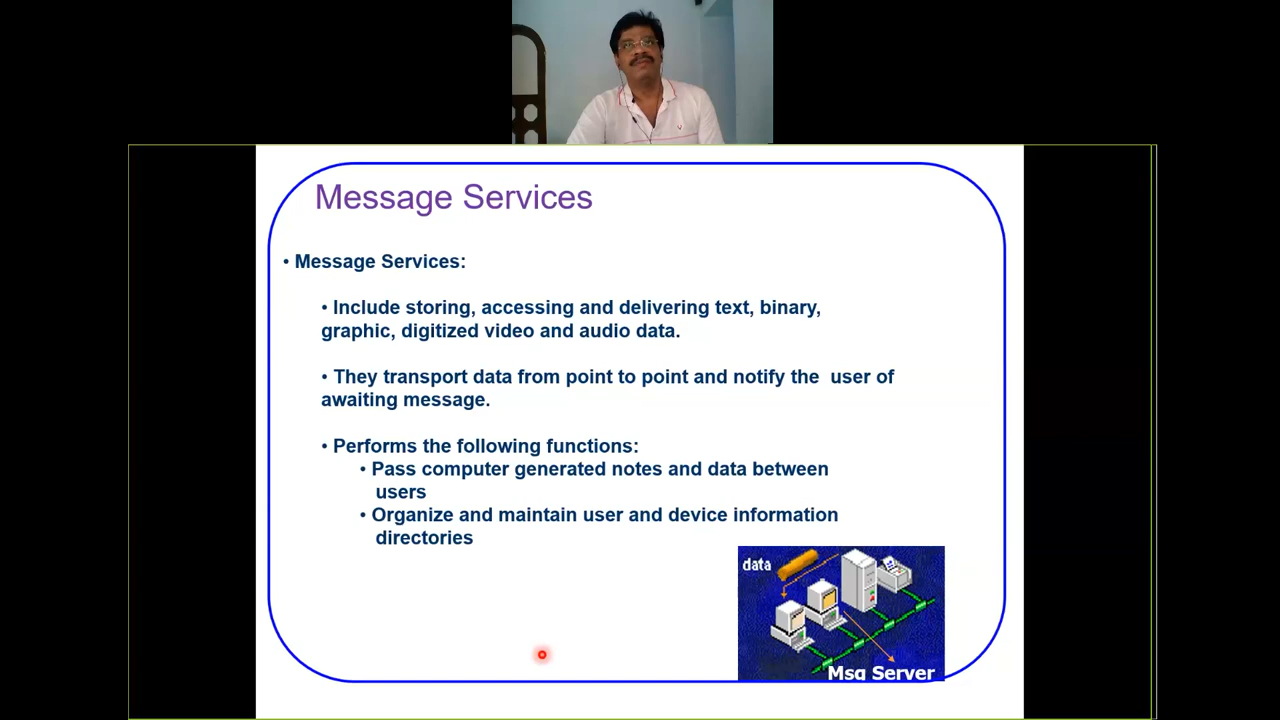 Message Services
• Message Services:
• Include storing, accessing and delivering text, binary,
graphic, digitized video and audio data.
• They transport data from point to point and notify the  user of
awaiting message.
• Performs the following functions:
• Pass computer generated notes and data between
users
• Organize and maintain user and device information
directories
data
Msg Server